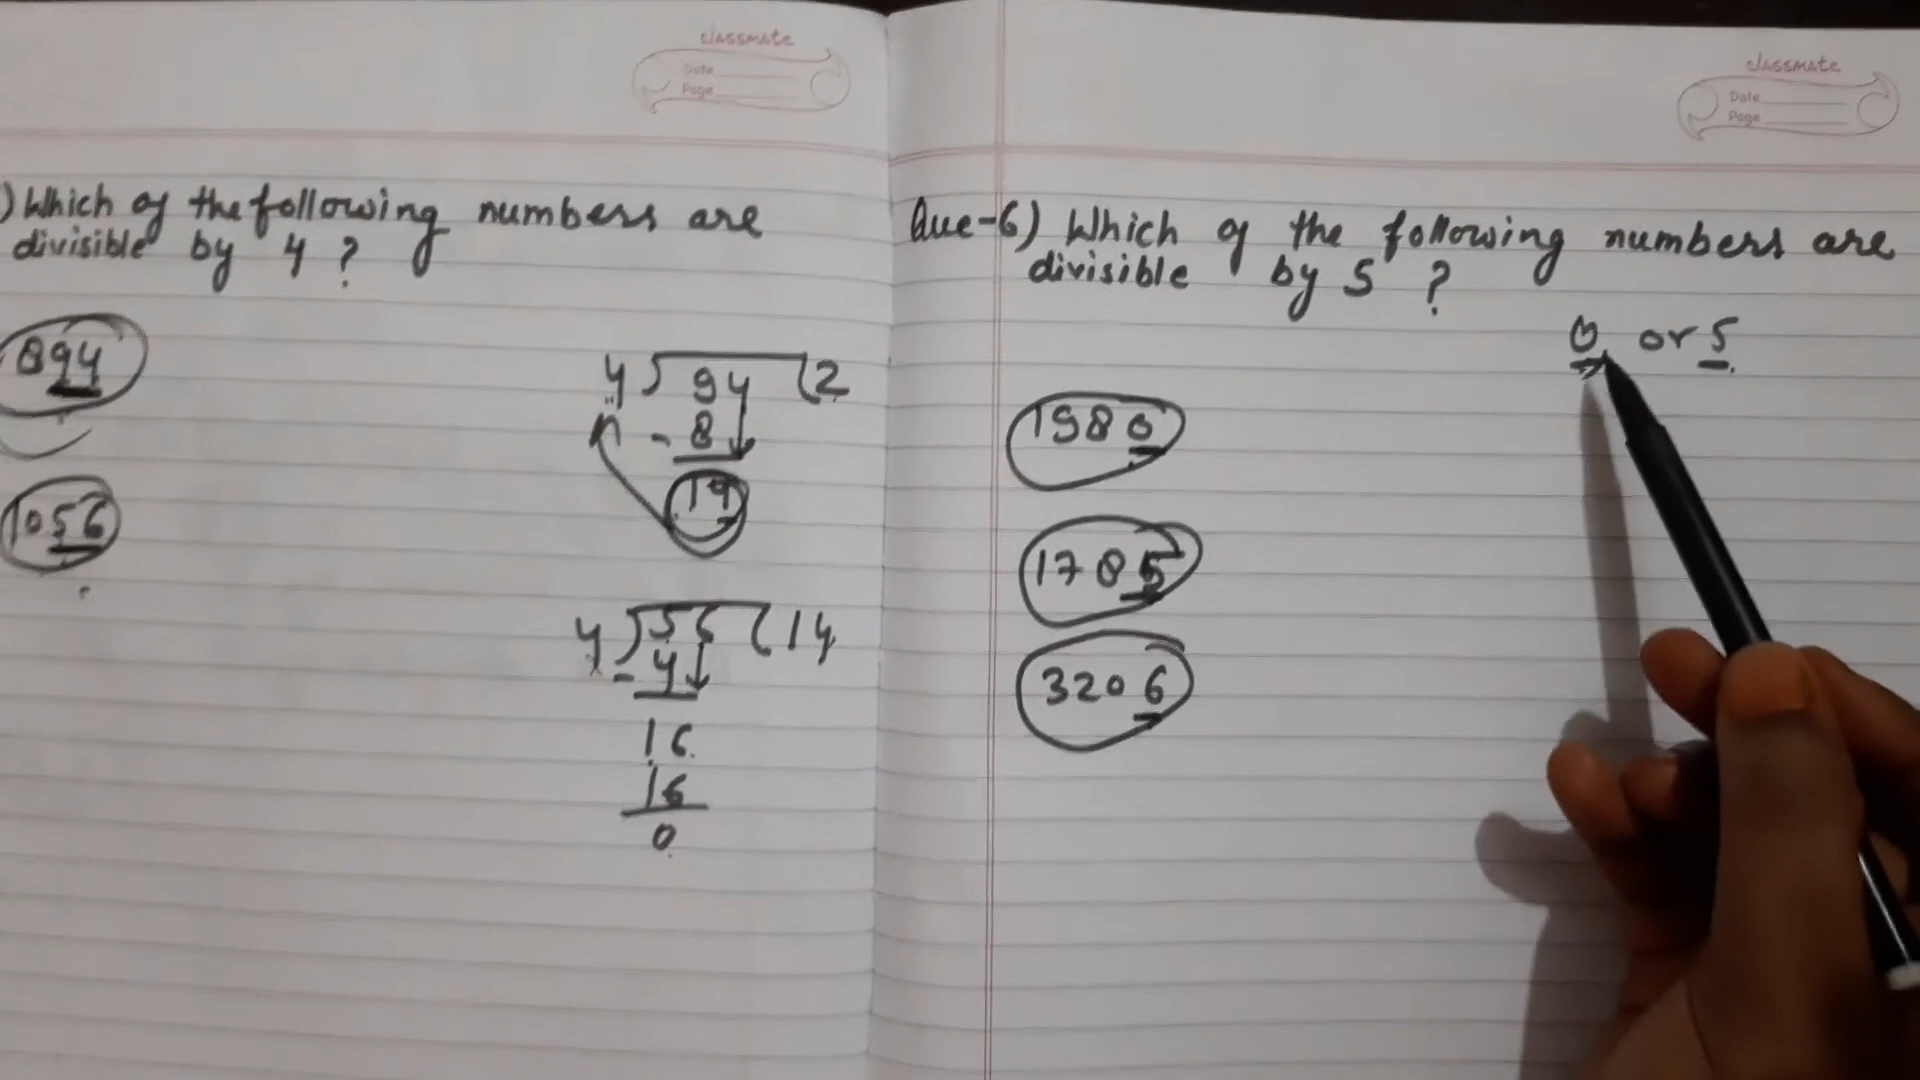 classmate
Date
Page
) Which of the following numbers are
divisible by 4 ?
894
1056
4 ) 94 ( 2
- 8
19
4 ) 56 ( 14
- 4
16
16
0
classmate
Date
Page
Que-6) Which of the following numbers are
divisible by 5 ?
0 or 5
1980
1785
3206